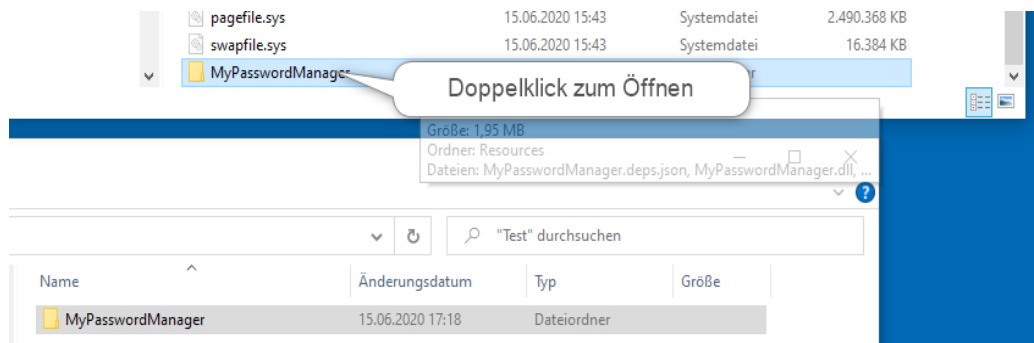 pagefile.sys 15.06.2020 15:43 Systemdatei 2.490.368 KB
swapfile.sys 15.06.2020 15:43 Systemdatei 16.384 KB
MyPasswordManager
Doppelklick zum Öffnen
Größe: 1,95 MB
Ordner: Resources
Dateien: MyPasswordManager.deps.json, MyPasswordManager.dll, ...
"Test" durchsuchen
Name Änderungsdatum Typ Größe
MyPasswordManager 15.06.2020 17:18 Dateiordner